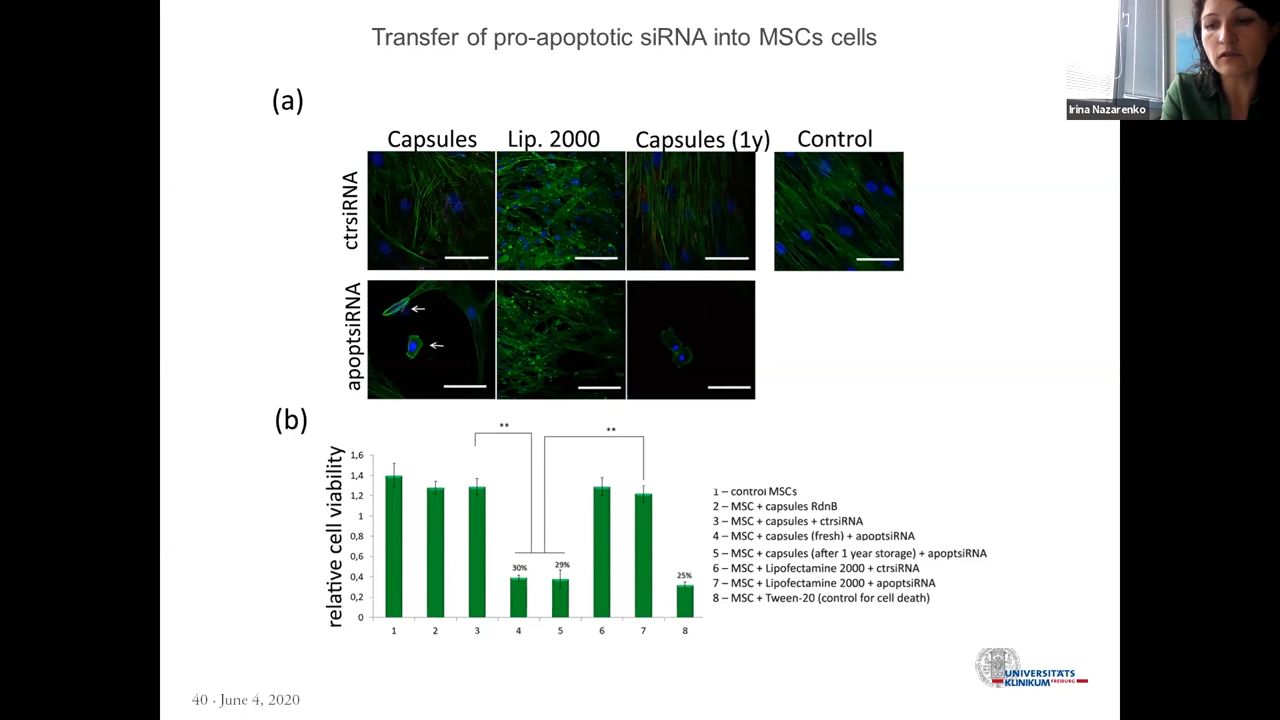 Transfer of pro-apoptotic siRNA into MSCs cells
Irina Nazarenko
(a)
Capsules Lip. 2000 Capsules (1y) Control
ctrsiRNA
apoptsiRNA
(b)
relative cell viability
1,6
1,4
1,2
1
0,8
0,6
0,4
0,2
0
** **
30% 29% 25%
1 2 3 4 5 6 7 8
1 – control MSCs
2 – MSC + capsules RdnB
3 – MSC + capsules + ctrsiRNA
4 – MSC + capsules (fresh) + apoptsiRNA
5 – MSC + capsules (after 1 year storage) + apoptsiRNA
6 – MSC + Lipofectamine 2000 + ctrsiRNA
7 – MSC + Lipofectamine 2000 + apoptsiRNA
8 – MSC + Tween-20 (control for cell death)
UNIVERSITÄTS
KLINIKUM FREIBURG
40 · June 4, 2020